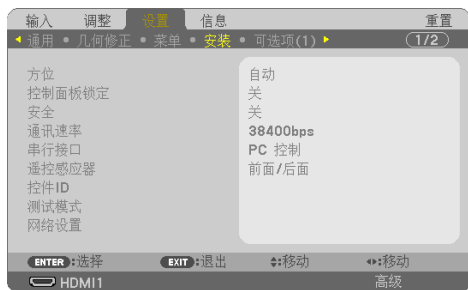 输入 调整 设置 信息 重置
通用 • 几何修正 • 菜单 • 安装 • 可选项(1) 1/2
方位 自动
控制面板锁定 关
安全 关
通讯速率 38400bps
串行接口 PC 控制
遥控感应器 前面/后面
控件ID
测试模式
网络设置
ENTER:选择 EXIT:退出 :移动 :移动
HDMI1 高级